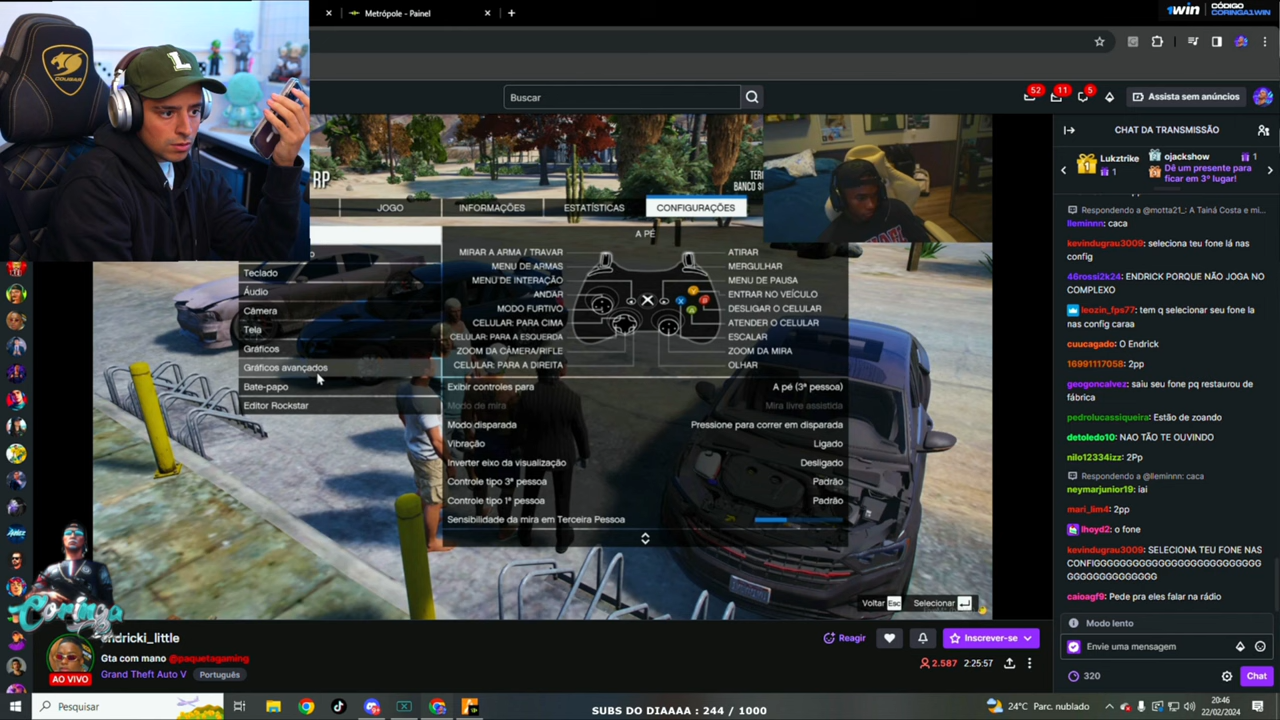 Metrópole - Painel
1win
CÓDIGO
CORINGA1WIN
L
COUGAR
Buscar
52
11
5
Assista sem anúncios
RP
BANCO
JOGO
INFORMAÇÕES
ESTATÍSTICAS
CONFIGURAÇÕES
Teclado
Áudio
Câmera
Tela
Gráficos
Gráficos avançados
Bate-papo
Editor Rockstar
A PÉ
MIRAR A ARMA / TRAVAR
MENU DE ARMAS
MENU DE INTERAÇÃO
ANDAR
MODO FURTIVO
CELULAR: PARA CIMA
CELULAR: PARA A ESQUERDA
ZOOM DA CÂMERA/RIFLE
CELULAR: PARA A DIREITA
ATIRAR
MERGULHAR
MENU DE PAUSA
ENTRAR NO VEÍCULO
DESLIGAR O CELULAR
ATENDER O CELULAR
ESCALAR
ZOOM DA MIRA
OLHAR
Exibir controles para A pé (3ª pessoa)
Modo de mira Mira livre assistida
Modo disparada Pressione para correr em disparada
Vibração Ligado
Inverter eixo da visualização Desligado
Controle tipo 3ª pessoa Padrão
Controle tipo 1ª pessoa Padrão
Sensibilidade da mira em Terceira Pessoa
Voltar Esc Selecionar
CHAT DA TRANSMISSÃO
1 Lukztrike
1
ojackshow 1
Dê um presente para
ficar em 3º lugar!
Respondendo a @motta21_: A Tainá Costa e mi...
lleminnn: caca
kevindugrau3009: seleciona teu fone lá nas
config
46rossi2k24: ENDRICK PORQUE NÃO JOGA NO
COMPLEXO
leozin_fps77: tem q selecionar seu fone la
nas config caraa
cuucagado: O Endrick
16991117058: 2pp
geogoncalvez: saiu seu fone pq restaurou de
fábrica
pedrolucassiqueira: Estão de zoando
detoledo10: NAO TÃO TE OUVINDO
nilo12334izz: 2Pp
Respondendo a @lleminnn: caca
neymarjunior19: iai
mari_lim4: 2pp
lhoyd2: o fone
kevindugrau3009: SELECIONA TEU FONE NAS
CONFIGGGGGGGGGGGGGGGGGGGGGGGG
GGGGGGGGGGGGGG
caioagf9: Pede pra eles falar na rádio
Modo lento
Envie uma mensagem
320
Chat
Coringa
endricki_little
Gta com mano @paquetagaming
Grand Theft Auto V Português
AO VIVO
Reagir
Inscrever-se
2.587 2:25:57
Pesquisar
SUBS DO DIAAAA : 244 / 1000
24°C Parc. nublado
20:46
22/02/2024